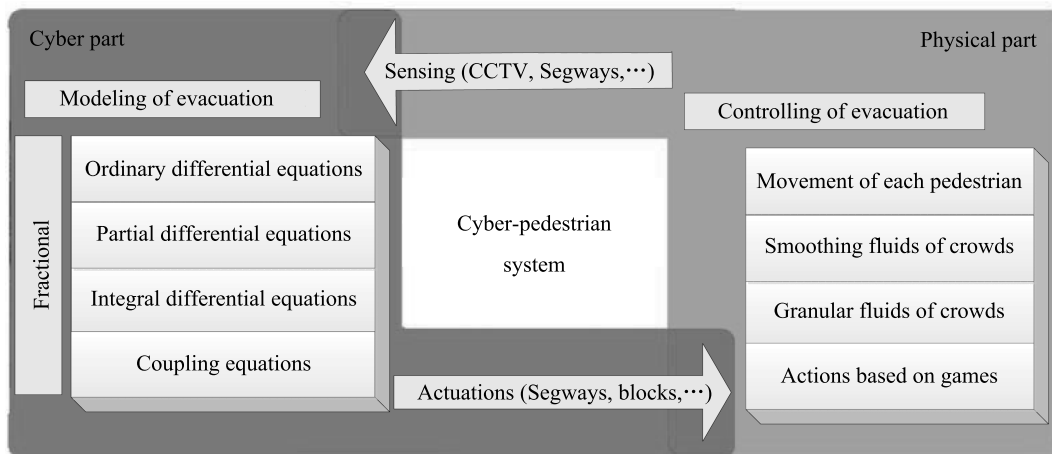 Cyber part
Physical part
Sensing (CCTV, Segways,⋯)
Modeling of evacuation
Controlling of evacuation
Fractional
Ordinary differential equations
Partial differential equations
Integral differential equations
Coupling equations
Cyber-pedestrian
system
Movement of each pedestrian
Smoothing fluids of crowds
Granular fluids of crowds
Actions based on games
Actuations (Segways, blocks,⋯)